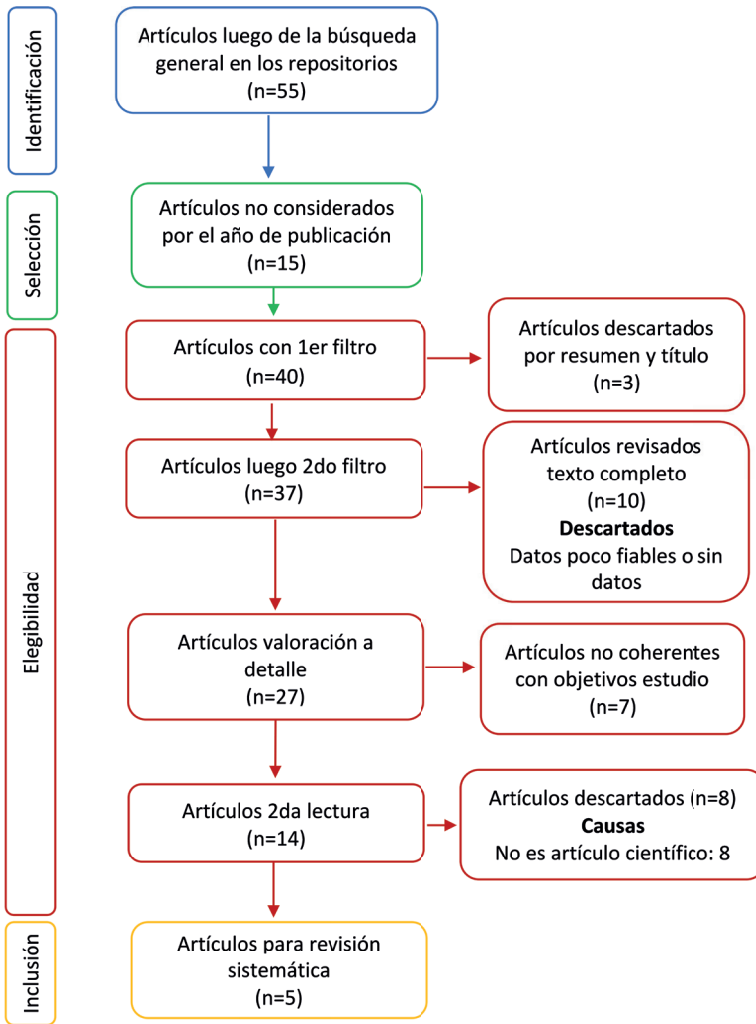 Identificación
Artículos luego de la búsqueda
general en los repositorios
(n=55)
Selección
Artículos no considerados
por el año de publicación
(n=15)
Elegibilidad
Artículos con 1er filtro
(n=40)
Artículos descartados
por resumen y título
(n=3)
Artículos luego 2do filtro
(n=37)
Artículos revisados
texto completo
(n=10)
Descartados
Datos poco fiables o sin
datos
Artículos valoración a
detalle
(n=27)
Artículos no coherentes
con objetivos estudio
(n=7)
Artículos 2da lectura
(n=14)
Artículos descartados (n=8)
Causas
No es artículo científico: 8
Inclusión
Artículos para revisión
sistemática
(n=5)